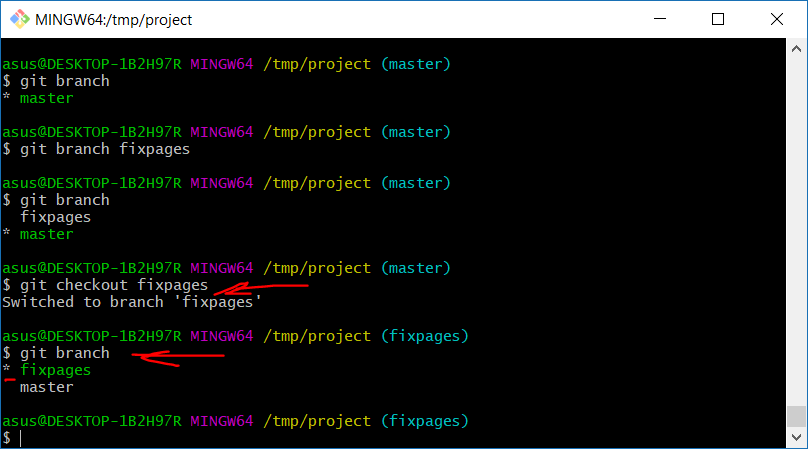 MINGW64:/tmp/project
asus@DESKTOP-1B2H97R MINGW64 /tmp/project (master)
$ git branch
* master
asus@DESKTOP-1B2H97R MINGW64 /tmp/project (master)
$ git branch fixpages
asus@DESKTOP-1B2H97R MINGW64 /tmp/project (master)
$ git branch
  fixpages
* master
asus@DESKTOP-1B2H97R MINGW64 /tmp/project (master)
$ git checkout fixpages
Switched to branch 'fixpages'
asus@DESKTOP-1B2H97R MINGW64 /tmp/project (fixpages)
$ git branch
* fixpages
  master
asus@DESKTOP-1B2H97R MINGW64 /tmp/project (fixpages)
$